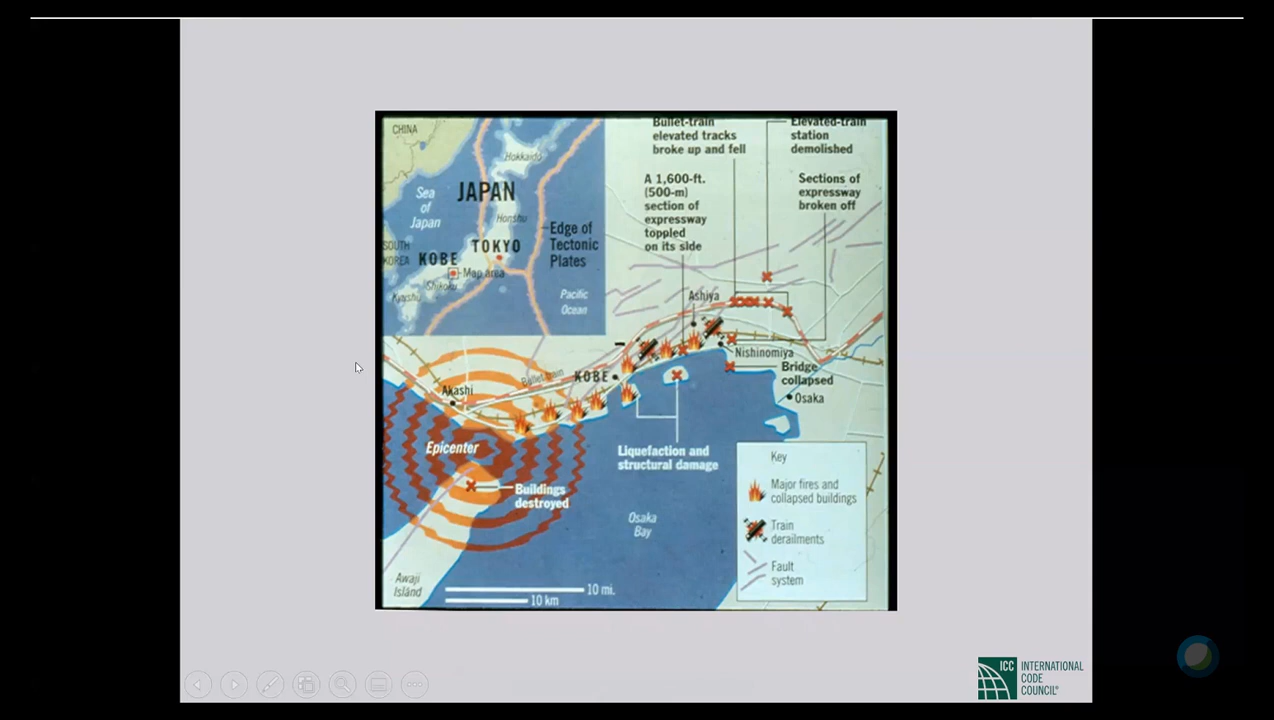 CHINA
Hokkaido
JAPAN
Sea
of
Japan
Honshu
Edge of
Tectonic
Plates
SOUTH
KOREA
KOBE
TOKYO
Map area
Shikoku
Kyushu
Pacific
Ocean
Bullet-train
elevated tracks
broke up and fell
Elevated-train
station
demolished
A 1,600-ft.
(500-m)
section of
expressway
toppled
on its side
Sections of
expressway
broken off
Ashiya
Nishinomiya
Bridge
collapsed
Osaka
Bullet train
KOBE
Akashi
Epicenter
Buildings
destroyed
Liquefaction and
structural damage
Osaka
Bay
Awaji
Island
10 mi.
10 km
Key
Major fires and
collapsed buildings
Train
derailments
Fault
system
ICC
INTERNATIONAL
CODE
COUNCIL®